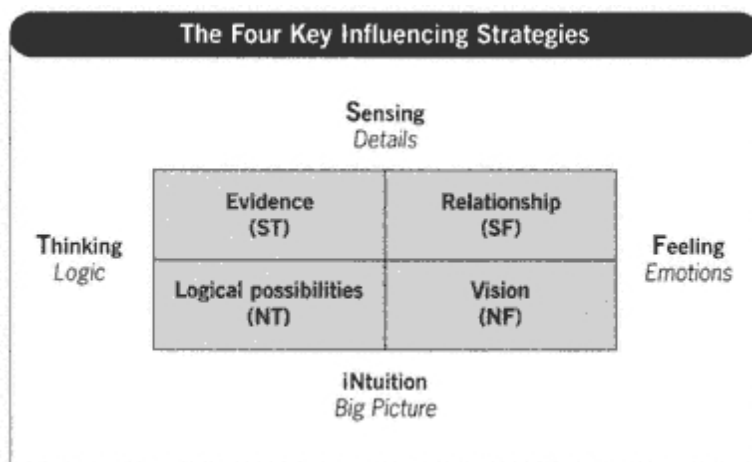 The Four Key Influencing Strategies
Sensing
Details
Evidence
(ST)
Relationship
(SF)
Thinking
Logic
Feeling
Emotions
Logical possibilities
(NT)
Vision
(NF)
iNtuition
Big Picture